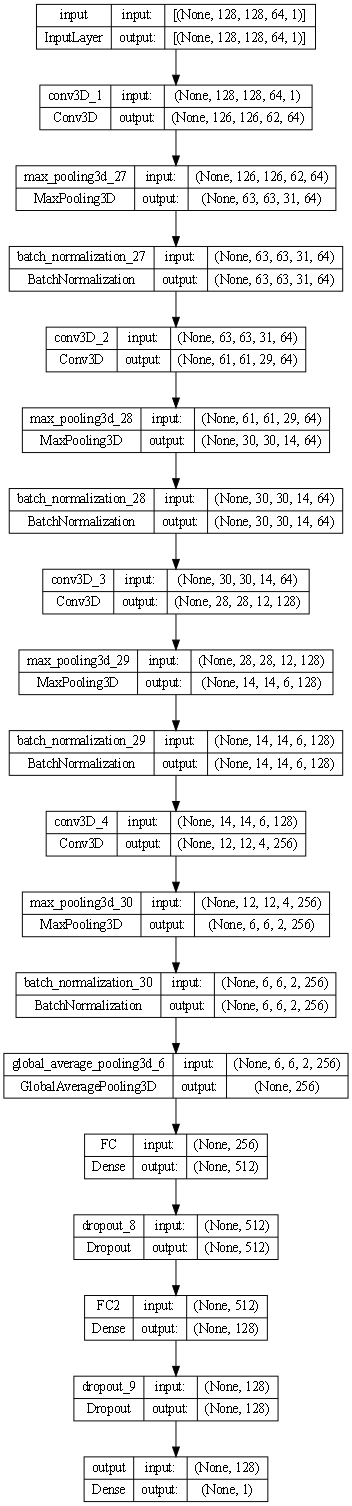 input input: [(None, 128, 128, 64, 1)]
InputLayer output: [(None, 128, 128, 64, 1)]
conv3D_1 input: (None, 128, 128, 64, 1)
Conv3D output: (None, 126, 126, 62, 64)
max_pooling3d_27 input: (None, 126, 126, 62, 64)
MaxPooling3D output: (None, 63, 63, 31, 64)
batch_normalization_27 input: (None, 63, 63, 31, 64)
BatchNormalization output: (None, 63, 63, 31, 64)
conv3D_2 input: (None, 63, 63, 31, 64)
Conv3D output: (None, 61, 61, 29, 64)
max_pooling3d_28 input: (None, 61, 61, 29, 64)
MaxPooling3D output: (None, 30, 30, 14, 64)
batch_normalization_28 input: (None, 30, 30, 14, 64)
BatchNormalization output: (None, 30, 30, 14, 64)
conv3D_3 input: (None, 30, 30, 14, 64)
Conv3D output: (None, 28, 28, 12, 128)
max_pooling3d_29 input: (None, 28, 28, 12, 128)
MaxPooling3D output: (None, 14, 14, 6, 128)
batch_normalization_29 input: (None, 14, 14, 6, 128)
BatchNormalization output: (None, 14, 14, 6, 128)
conv3D_4 input: (None, 14, 14, 6, 128)
Conv3D output: (None, 12, 12, 4, 256)
max_pooling3d_30 input: (None, 12, 12, 4, 256)
MaxPooling3D output: (None, 6, 6, 2, 256)
batch_normalization_30 input: (None, 6, 6, 2, 256)
BatchNormalization output: (None, 6, 6, 2, 256)
global_average_pooling3d_6 input: (None, 6, 6, 2, 256)
GlobalAveragePooling3D output: (None, 256)
FC input: (None, 256)
Dense output: (None, 512)
dropout_8 input: (None, 512)
Dropout output: (None, 512)
FC2 input: (None, 512)
Dense output: (None, 128)
dropout_9 input: (None, 128)
Dropout output: (None, 128)
output input: (None, 128)
Dense output: (None, 1)